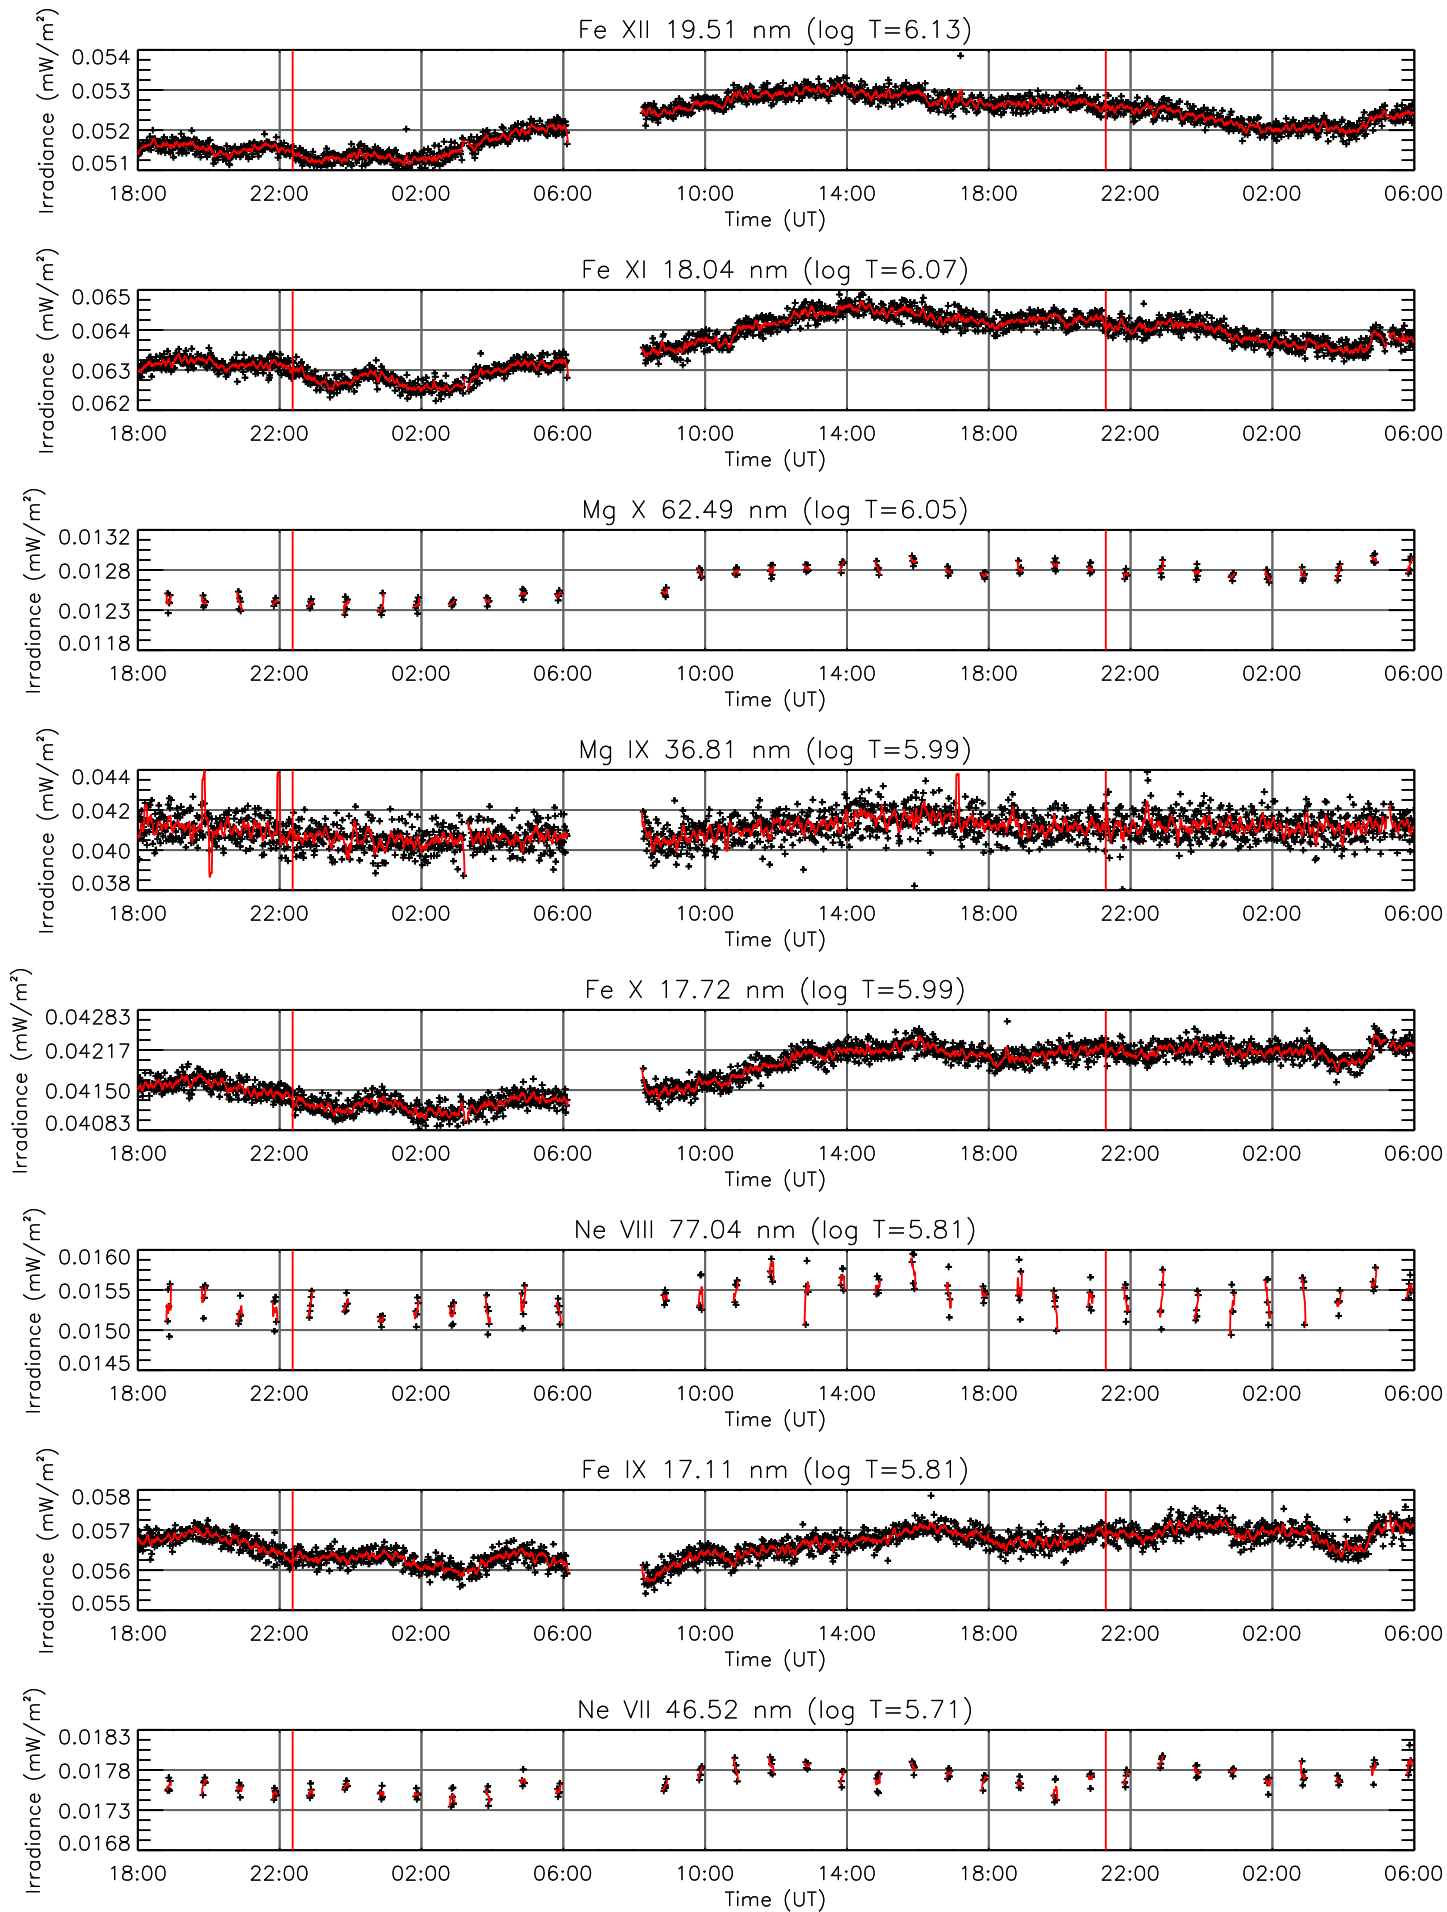 Fe XII 19.51 nm (log T=6.13)
Irradiance (mW/m²)
0.054
0.053
0.052
0.051
18:00 22:00 02:00 06:00 10:00 14:00 18:00 22:00 02:00 06:00
Time (UT)
Fe XI 18.04 nm (log T=6.07)
Irradiance (mW/m²)
0.065
0.064
0.063
0.062
18:00 22:00 02:00 06:00 10:00 14:00 18:00 22:00 02:00 06:00
Time (UT)
Mg X 62.49 nm (log T=6.05)
Irradiance (mW/m²)
0.0132
0.0128
0.0123
0.0118
18:00 22:00 02:00 06:00 10:00 14:00 18:00 22:00 02:00 06:00
Time (UT)
Mg IX 36.81 nm (log T=5.99)
Irradiance (mW/m²)
0.044
0.042
0.040
0.038
18:00 22:00 02:00 06:00 10:00 14:00 18:00 22:00 02:00 06:00
Time (UT)
Fe X 17.72 nm (log T=5.99)
Irradiance (mW/m²)
0.04283
0.04217
0.04150
0.04083
18:00 22:00 02:00 06:00 10:00 14:00 18:00 22:00 02:00 06:00
Time (UT)
Ne VIII 77.04 nm (log T=5.81)
Irradiance (mW/m²)
0.0160
0.0155
0.0150
0.0145
18:00 22:00 02:00 06:00 10:00 14:00 18:00 22:00 02:00 06:00
Time (UT)
Fe IX 17.11 nm (log T=5.81)
Irradiance (mW/m²)
0.058
0.057
0.056
0.055
18:00 22:00 02:00 06:00 10:00 14:00 18:00 22:00 02:00 06:00
Time (UT)
Ne VII 46.52 nm (log T=5.71)
Irradiance (mW/m²)
0.0183
0.0178
0.0173
0.0168
18:00 22:00 02:00 06:00 10:00 14:00 18:00 22:00 02:00 06:00
Time (UT)